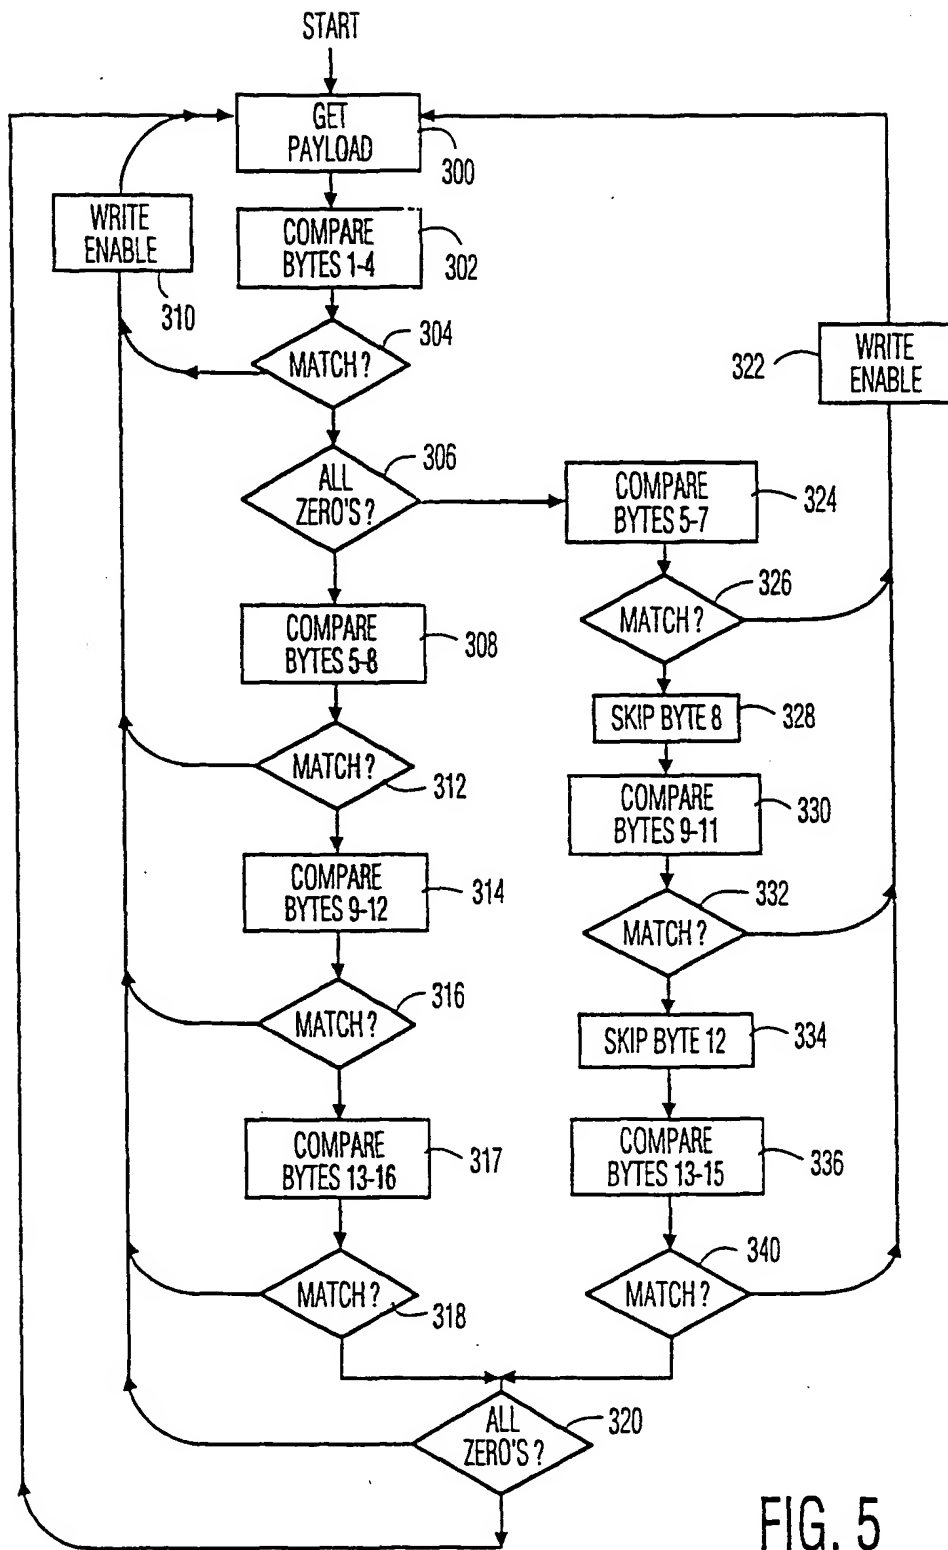 START
GET
PAYLOAD
300
WRITE
ENABLE
310
COMPARE
BYTES 1-4
302
MATCH?
304
ALL
ZERO'S?
306
COMPARE
BYTES 5-8
308
MATCH?
312
COMPARE
BYTES 9-12
314
MATCH?
316
COMPARE
BYTES 13-16
317
MATCH?
318
WRITE
ENABLE
322
COMPARE
BYTES 5-7
324
MATCH?
326
SKIP BYTE 8
328
COMPARE
BYTES 9-11
330
MATCH?
332
SKIP BYTE 12
334
COMPARE
BYTES 13-15
336
MATCH?
340
ALL
ZERO'S?
320
FIG. 5